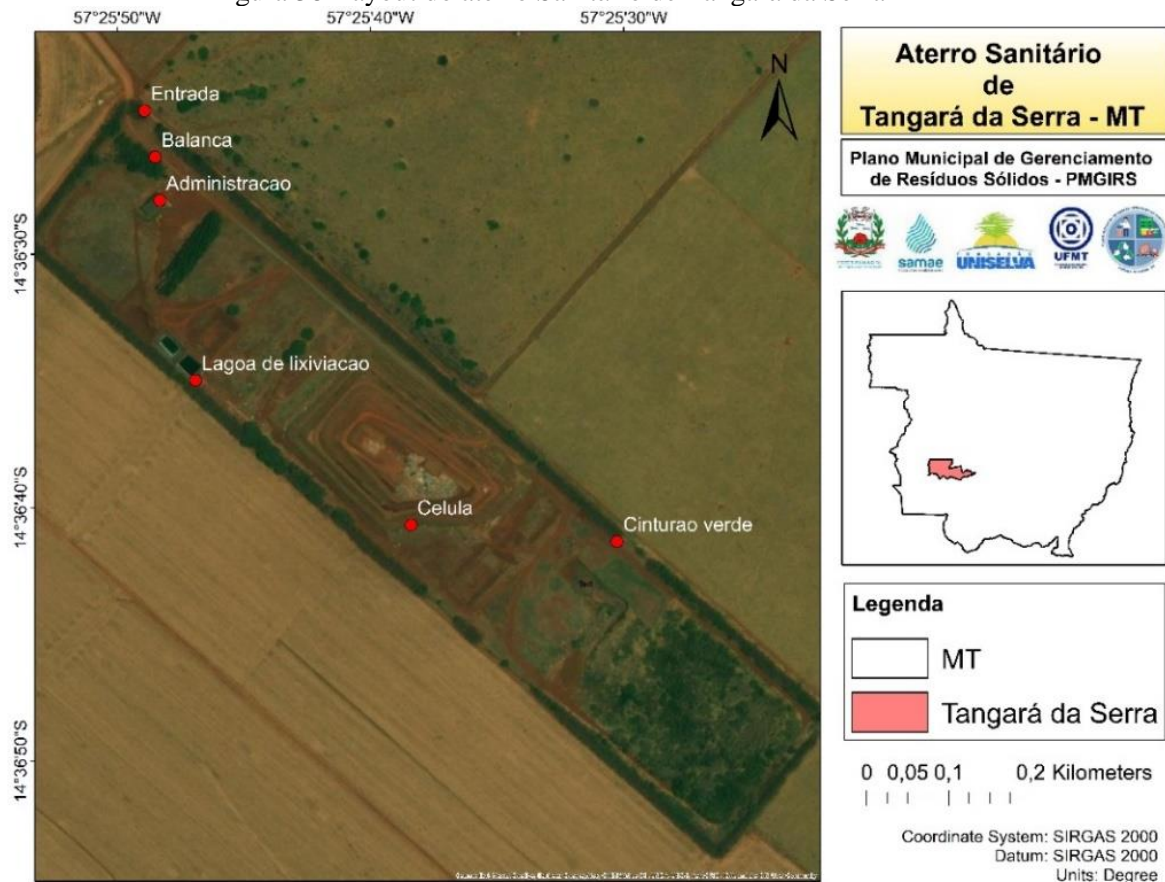 57°25'50"W
57°25'40"W
57°25'30"W
14°36'30"S
14°36'40"S
14°36'50"S
Entrada
Balanca
Administracao
Lagoa de lixiviacao
Celula
Cinturao verde
N
Aterro Sanitário
de
Tangará da Serra - MT
Plano Municipal de Gerenciamento
de Resíduos Sólidos - PMGIRS
samae
UNISELVA
UFMT
Legenda
MT
Tangará da Serra
0 0,05 0,1 0,2 Kilometers
Coordinate System: SIRGAS 2000
Datum: SIRGAS 2000
Units: Degree